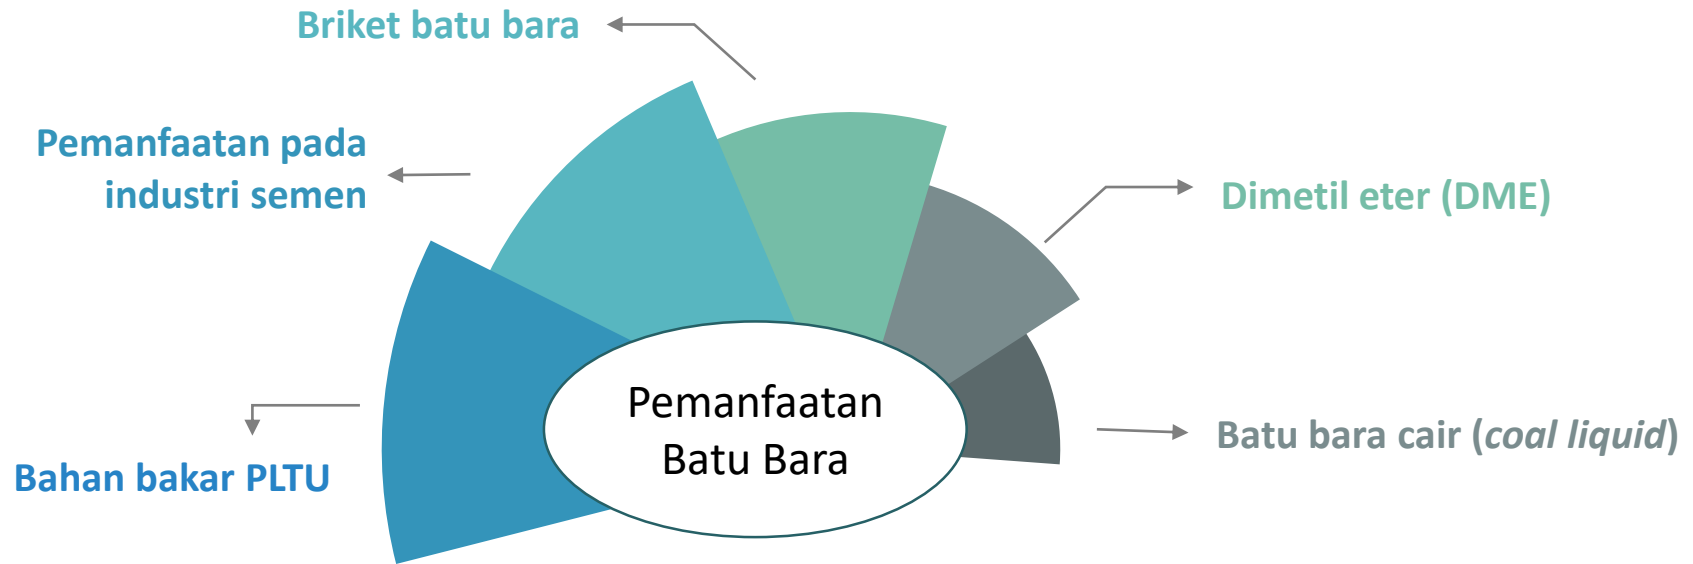 Briket batu bara
Pemanfaatan pada
industri semen
Dimetil eter (DME)
Pemanfaatan
Batu Bara
Batu bara cair (coal liquid)
Bahan bakar PLTU